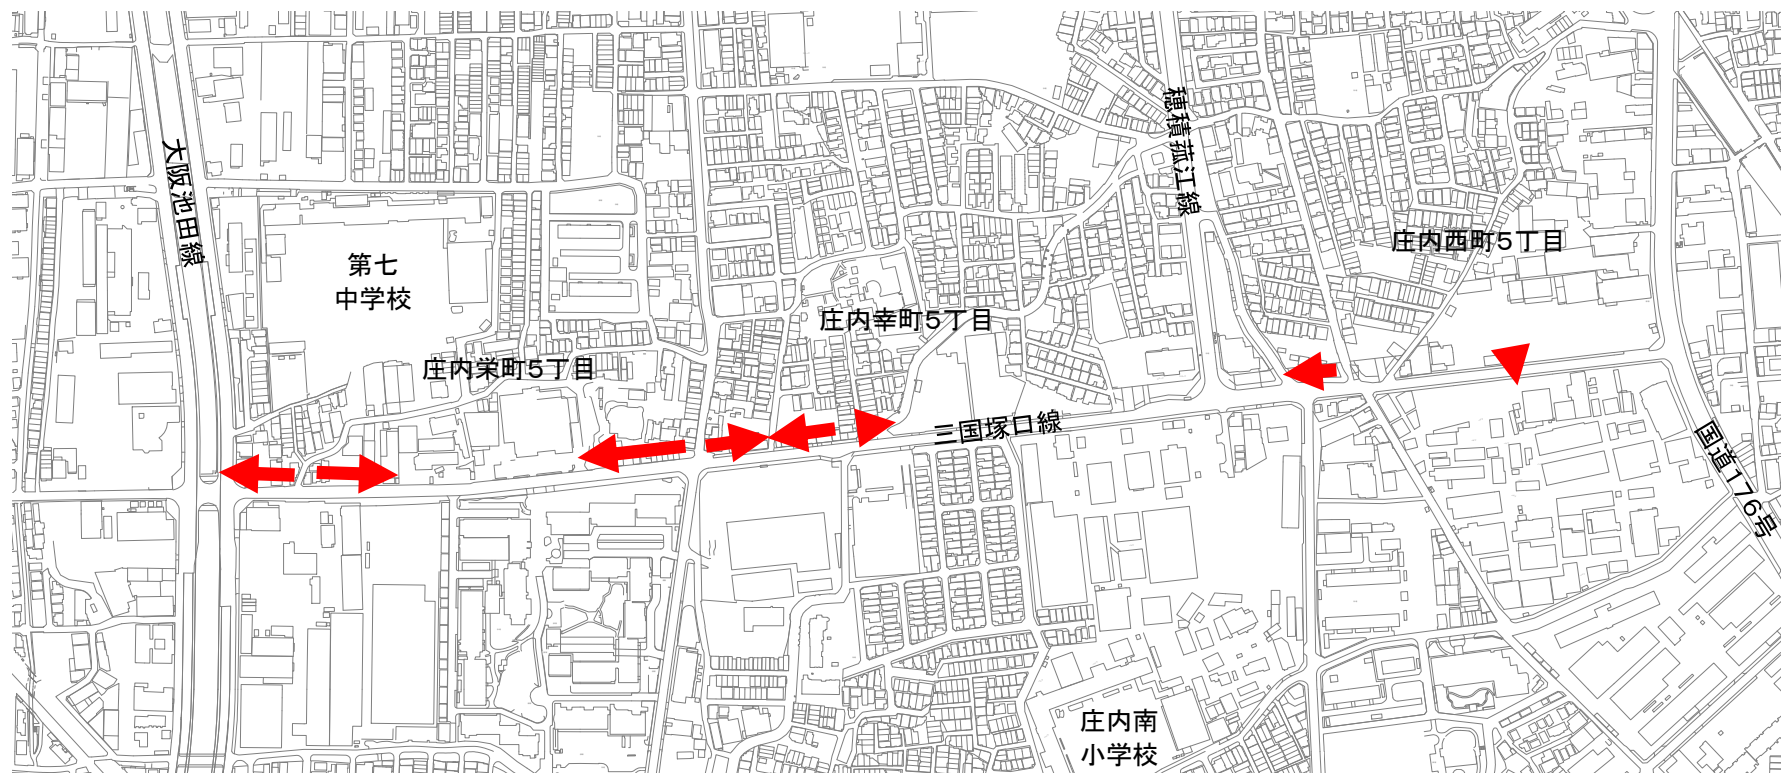 穂積菰江線
大阪池田線
庄内西町5丁目
第七
中学校
庄内幸町5丁目
庄内栄町5丁目
三国塚口線
国道176号
庄内南
小学校